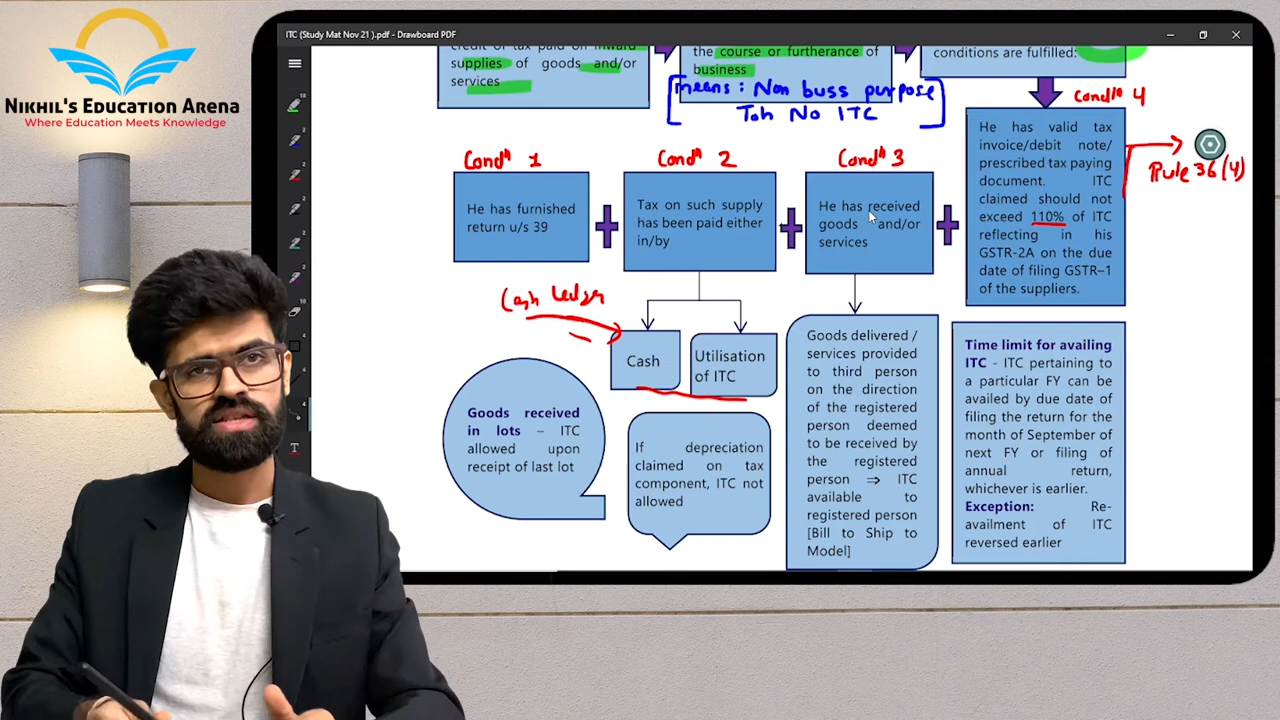 NIKHIL'S EDUCATION ARENA
Where Education Meets Knowledge
ITC (Study Mat Nov 21 ).pdf - Drawboard PDF
credit of tax paid on inward
supplies of goods and/or
services
the course or furtherance of
business
conditions are fulfilled:
[means : Non buss purpose
Toh No ITC]
Condn 4
Condn 1
Condn 2
Condn 3
He has furnished
return u/s 39
Tax on such supply
has been paid either
in/by
He has received
goods and/or
services
He has valid tax
invoice/debit note/
prescribed tax paying
document. ITC
claimed should not
exceed 110% of ITC
reflecting in his
GSTR-2A on the due
date of filing GSTR–1
of the suppliers.
Rule 36(4)
Cash Ledger
Cash
Utilisation
of ITC
Goods received
in lots – ITC
allowed upon
receipt of last lot
If depreciation
claimed on tax
component, ITC not
allowed
Goods delivered /
services provided
to third person
on the direction
of the registered
person deemed
to be received by
the registered
person ⇒ ITC
available to
registered person
[Bill to Ship to
Model]
Time limit for availing
ITC - ITC pertaining to
a particular FY can be
availed by due date of
filing the return for the
month of September of
next FY or filing of
annual return,
whichever is earlier.
Exception: Re-
availment of ITC
reversed earlier